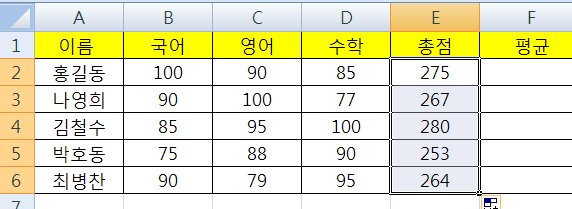 A B C D E F
1 이름 국어 영어 수학 총점 평균
2 홍길동 100 90 85 275
3 나영희 90 100 77 267
4 김철수 85 95 100 280
5 박호동 75 88 90 253
6 최병찬 90 79 95 264
7